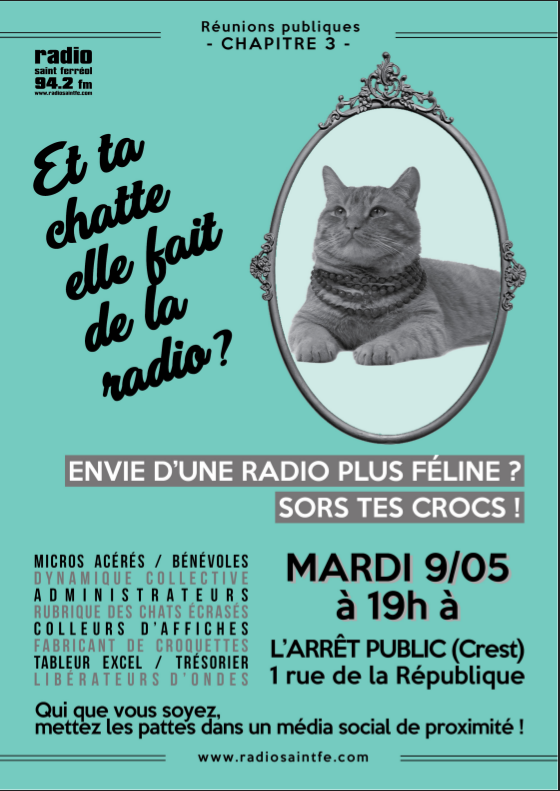 Réunions publiques
- CHAPITRE 3 -
radio
saint ferréol
94.2 fm
www.radiosaintfe.com
Et ta
chatte
elle fait
de la
radio ?
ENVIE D'UNE RADIO PLUS FÉLINE ?
SORS TES CROCS !
MICROS ACÉRÉS / BÉNÉVOLES
DYNAMIQUE COLLECTIVE
ADMINISTRATEURS
RUBRIQUE DES CHATS ÉCRASÉS
COLLEURS D'AFFICHES
FABRICANT DE CROQUETTES
TABLEUR EXCEL / TRÉSORIER
LIBÉRATEURS D'ONDES
MARDI 9/05
à 19h à
L'ARRÊT PUBLIC (Crest)
1 rue de la République
Qui que vous soyez,
mettez les pattes dans un média social de proximité !
www.radiosaintfe.com